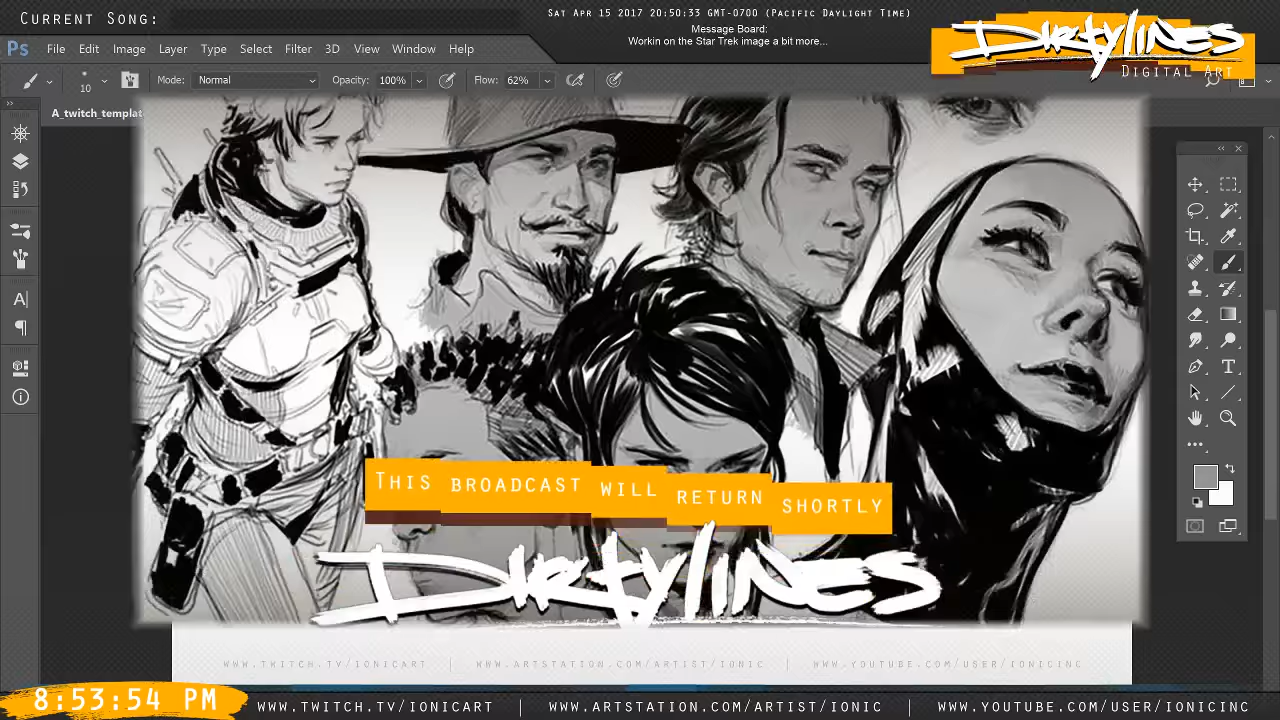 Current Song:
Sat Apr 15 2017 20:50:33 GMT-0700 (Pacific Daylight Time)
Message Board:
Workin on the Star Trek image a bit more...
DIRTYLINES
Digital Art
Ps File Edit Image Layer Type Select Filter 3D View Window Help
10 Mode: Normal Opacity: 100% Flow: 62%
A_twitch_templat
This broadcast will return shortly
DIRTYLINES
www.twitch.tv/ionicart | www.artstation.com/artist/ionic | www.youtube.com/user/ionicinc
8:53:54 PM
www.twitch.tv/ionicart | www.artstation.com/artist/ionic | www.youtube.com/user/ionicinc